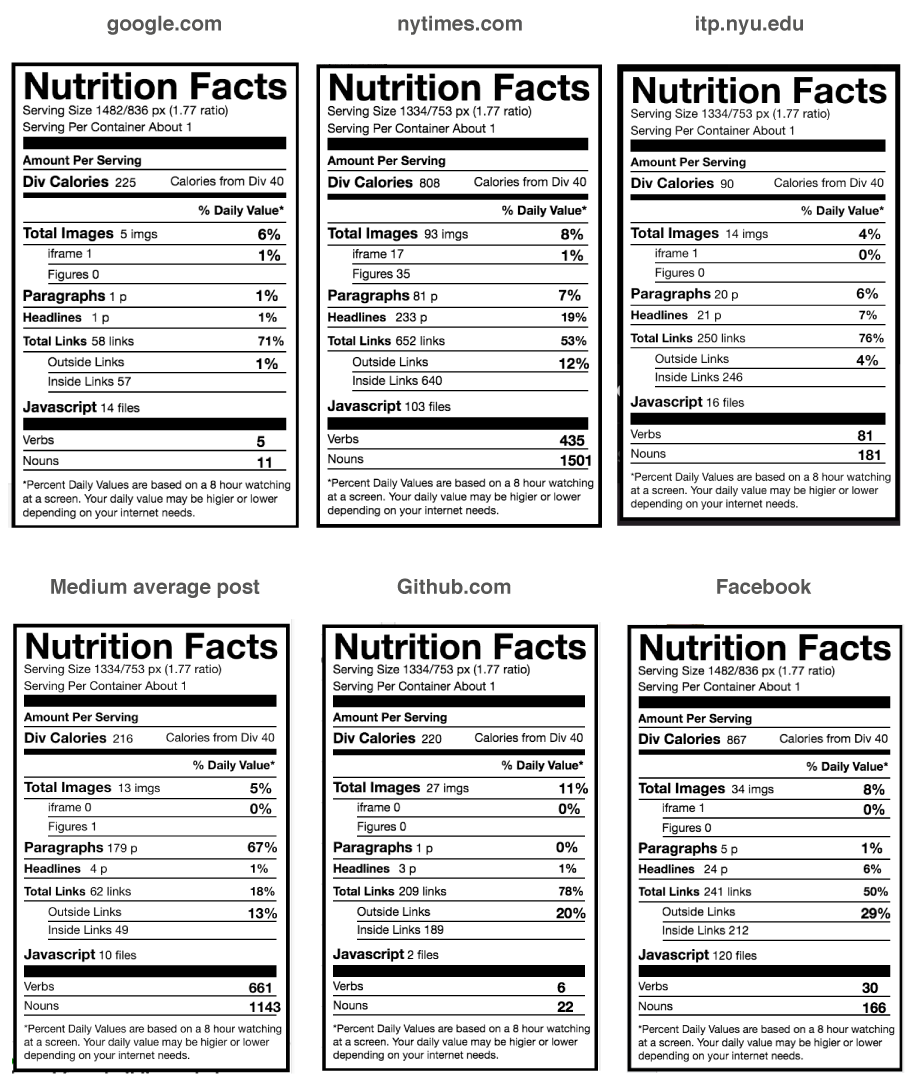 google.com
Nutrition Facts
Serving Size 1482/836 px (1.77 ratio)
Serving Per Container About 1
Amount Per Serving
Div Calories 225 Calories from Div 40
% Daily Value*
Total Images 5 imgs 6%
iframe 1 1%
Figures 0
Paragraphs 1 p 1%
Headlines 1 p 1%
Total Links 58 links 71%
Outside Links 1%
Inside Links 57
Javascript 14 files
Verbs 5
Nouns 11
*Percent Daily Values are based on a 8 hour watching
at a screen. Your daily value may be higier or lower
depending on your internet needs.
nytimes.com
Nutrition Facts
Serving Size 1334/753 px (1.77 ratio)
Serving Per Container About 1
Amount Per Serving
Div Calories 808 Calories from Div 40
% Daily Value*
Total Images 93 imgs 8%
iframe 17 1%
Figures 35
Paragraphs 81 p 7%
Headlines 233 p 19%
Total Links 652 links 53%
Outside Links 12%
Inside Links 640
Javascript 103 files
Verbs 435
Nouns 1501
*Percent Daily Values are based on a 8 hour watching
at a screen. Your daily value may be higier or lower
depending on your internet needs.
itp.nyu.edu
Nutrition Facts
Serving Size 1334/753 px (1.77 ratio)
Serving Per Container About 1
Amount Per Serving
Div Calories 90 Calories from Div 40
% Daily Value*
Total Images 14 imgs 4%
iframe 1 0%
Figures 0
Paragraphs 20 p 6%
Headlines 21 p 7%
Total Links 250 links 76%
Outside Links 4%
Inside Links 246
Javascript 16 files
Verbs 81
Nouns 181
*Percent Daily Values are based on a 8 hour watching
at a screen. Your daily value may be higier or lower
depending on your internet needs.
Medium average post
Nutrition Facts
Serving Size 1334/753 px (1.77 ratio)
Serving Per Container About 1
Amount Per Serving
Div Calories 216 Calories from Div 40
% Daily Value*
Total Images 13 imgs 5%
iframe 0 0%
Figures 1
Paragraphs 179 p 67%
Headlines 4 p 1%
Total Links 62 links 18%
Outside Links 13%
Inside Links 49
Javascript 10 files
Verbs 661
Nouns 1143
*Percent Daily Values are based on a 8 hour watching
at a screen. Your daily value may be higier or lower
depending on your internet needs.
Github.com
Nutrition Facts
Serving Size 1334/753 px (1.77 ratio)
Serving Per Container About 1
Amount Per Serving
Div Calories 220 Calories from Div 40
% Daily Value*
Total Images 27 imgs 11%
iframe 0 0%
Figures 0
Paragraphs 1 p 0%
Headlines 3 p 1%
Total Links 209 links 78%
Outside Links 20%
Inside Links 189
Javascript 2 files
Verbs 6
Nouns 22
*Percent Daily Values are based on a 8 hour watching
at a screen. Your daily value may be higier or lower
depending on your internet needs.
Facebook
Nutrition Facts
Serving Size 1482/836 px (1.77 ratio)
Serving Per Container About 1
Amount Per Serving
Div Calories 867 Calories from Div 40
% Daily Value*
Total Images 34 imgs 8%
iframe 1 0%
Figures 0
Paragraphs 5 p 1%
Headlines 24 p 6%
Total Links 241 links 50%
Outside Links 29%
Inside Links 212
Javascript 120 files
Verbs 30
Nouns 166
*Percent Daily Values are based on a 8 hour watching
at a screen. Your daily value may be higier or lower
depending on your internet needs.